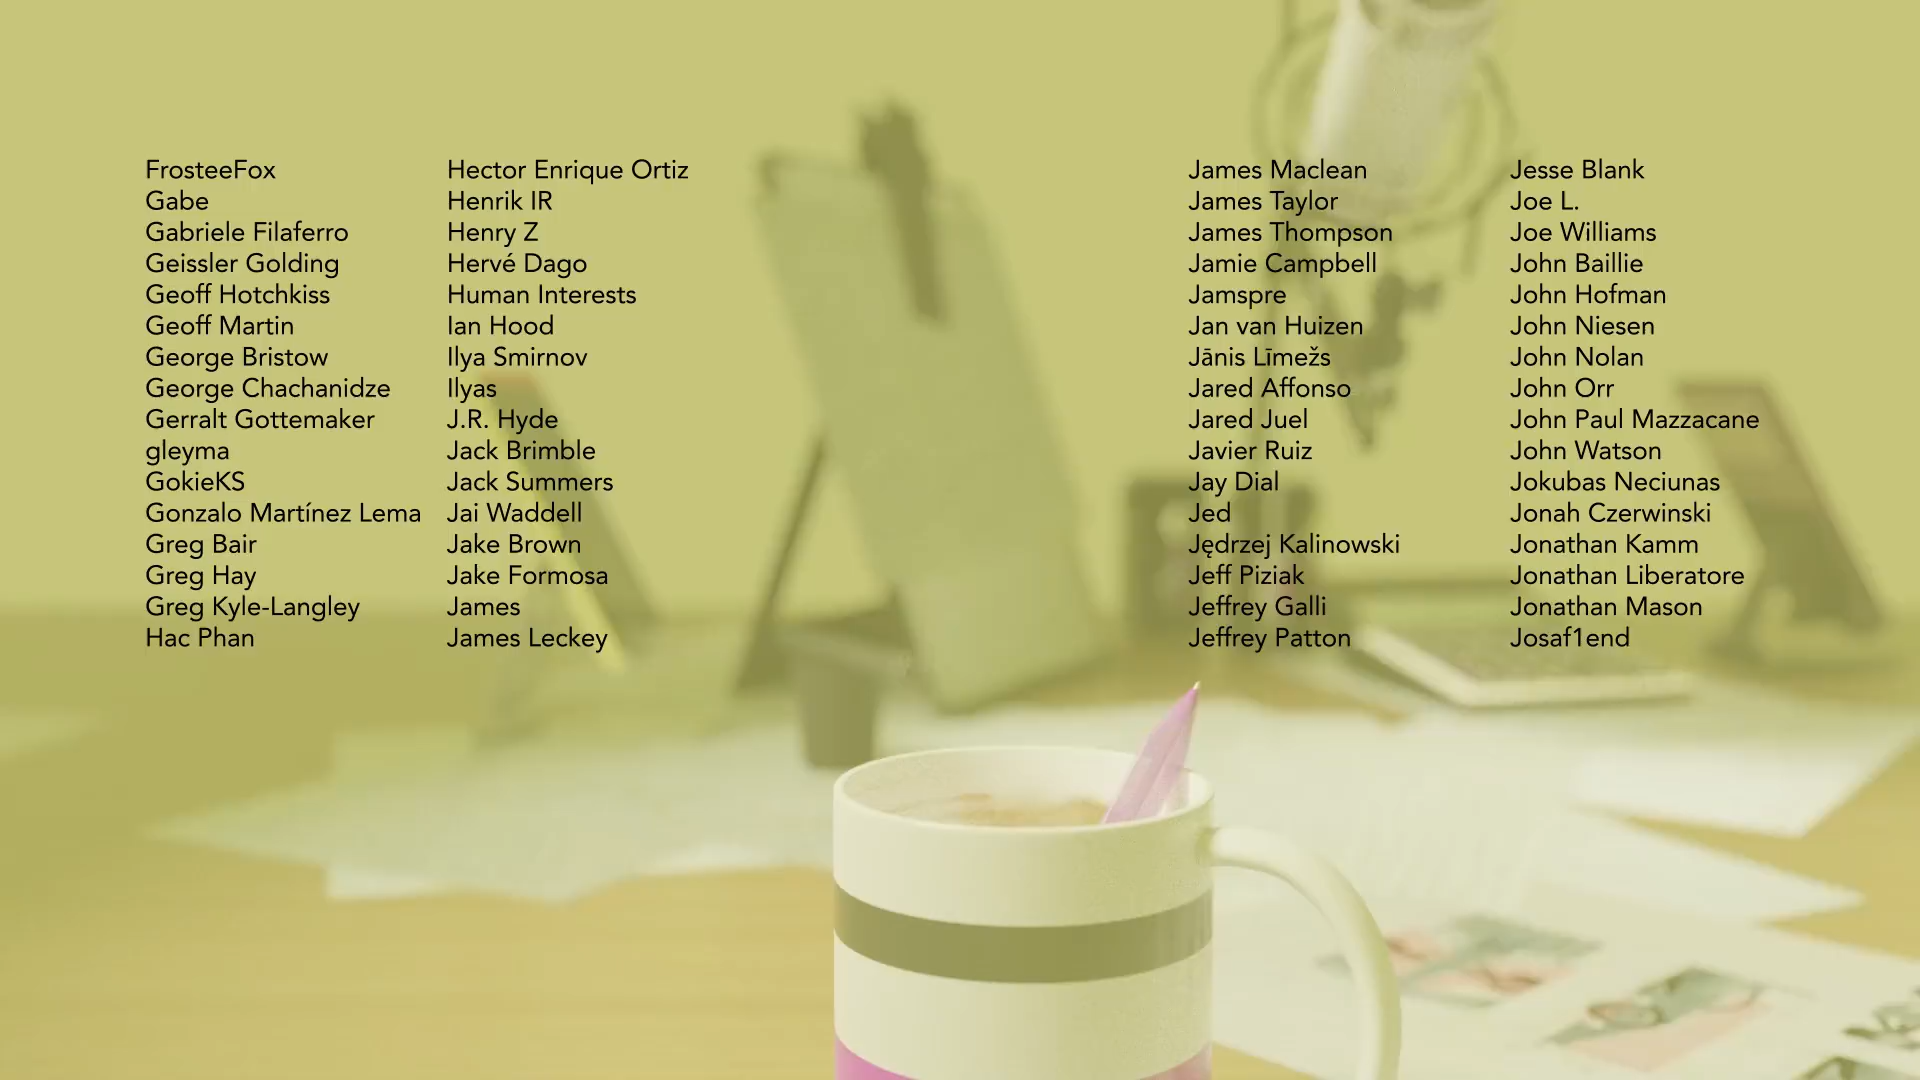 FrosteeFox
Gabe
Gabriele Filaferro
Geissler Golding
Geoff Hotchkiss
Geoff Martin
George Bristow
George Chachanidze
Gerralt Gottemaker
gleyma
GokieKS
Gonzalo Martínez Lema
Greg Bair
Greg Hay
Greg Kyle-Langley
Hac Phan
Hector Enrique Ortiz
Henrik IR
Henry Z
Hervé Dago
Human Interests
Ian Hood
Ilya Smirnov
Ilyas
J.R. Hyde
Jack Brimble
Jack Summers
Jai Waddell
Jake Brown
Jake Formosa
James
James Leckey
James Maclean
James Taylor
James Thompson
Jamie Campbell
Jamspre
Jan van Huizen
Jānis Līmežs
Jared Affonso
Jared Juel
Javier Ruiz
Jay Dial
Jed
Jędrzej Kalinowski
Jeff Piziak
Jeffrey Galli
Jeffrey Patton
Jesse Blank
Joe L.
Joe Williams
John Baillie
John Hofman
John Niesen
John Nolan
John Orr
John Paul Mazzacane
John Watson
Jokubas Neciunas
Jonah Czerwinski
Jonathan Kamm
Jonathan Liberatore
Jonathan Mason
Josaf1end